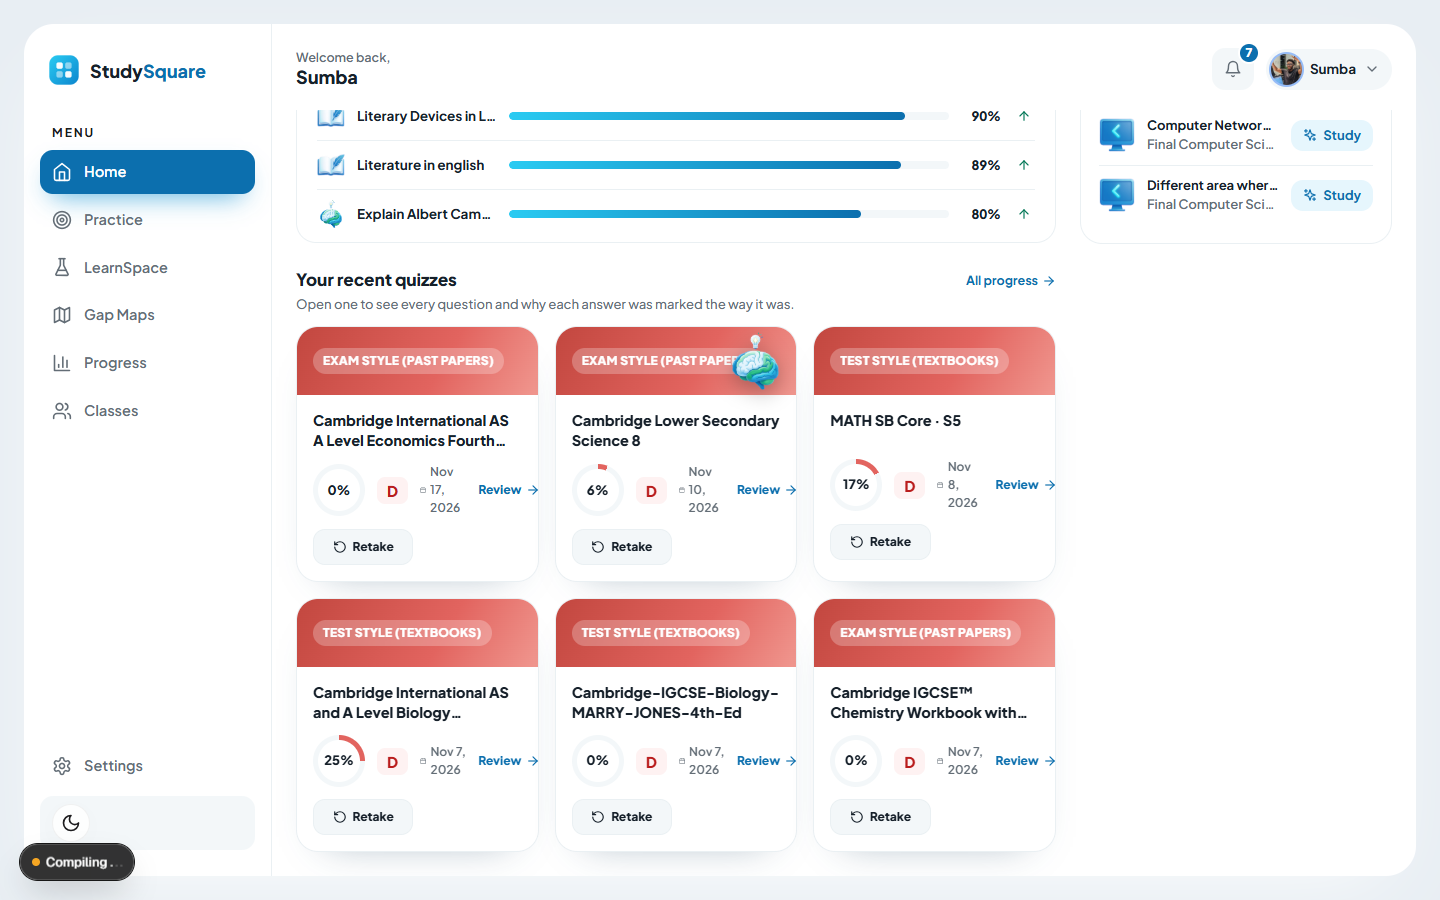 StudySquare
MENU
Home
Practice
LearnSpace
Gap Maps
Progress
Classes
Settings
Compiling...
Welcome back,
Sumba
7
Sumba
Literary Devices in L...
90%
Literature in english
89%
Explain Albert Cam...
80%
Computer Networ...
Final Computer Sci...
Study
Different area wher...
Final Computer Sci...
Study
Your recent quizzes
All progress
Open one to see every question and why each answer was marked the way it was.
EXAM STYLE (PAST PAPERS)
Cambridge International AS
A Level Economics Fourth...
0%
D
Nov
17,
2026
Review
Retake
EXAM STYLE (PAST PAPE
Cambridge Lower Secondary
Science 8
6%
D
Nov
10,
2026
Review
Retake
TEST STYLE (TEXTBOOKS)
MATH SB Core · S5
17%
D
Nov
8,
2026
Review
Retake
TEST STYLE (TEXTBOOKS)
Cambridge International AS
and A Level Biology...
25%
D
Nov 7,
2026
Review
Retake
TEST STYLE (TEXTBOOKS)
Cambridge-IGCSE-Biology-
MARRY-JONES-4th-Ed
0%
D
Nov 7,
2026
Review
Retake
EXAM STYLE (PAST PAPERS)
Cambridge IGCSE™
Chemistry Workbook with...
0%
D
Nov 7,
2026
Review
Retake